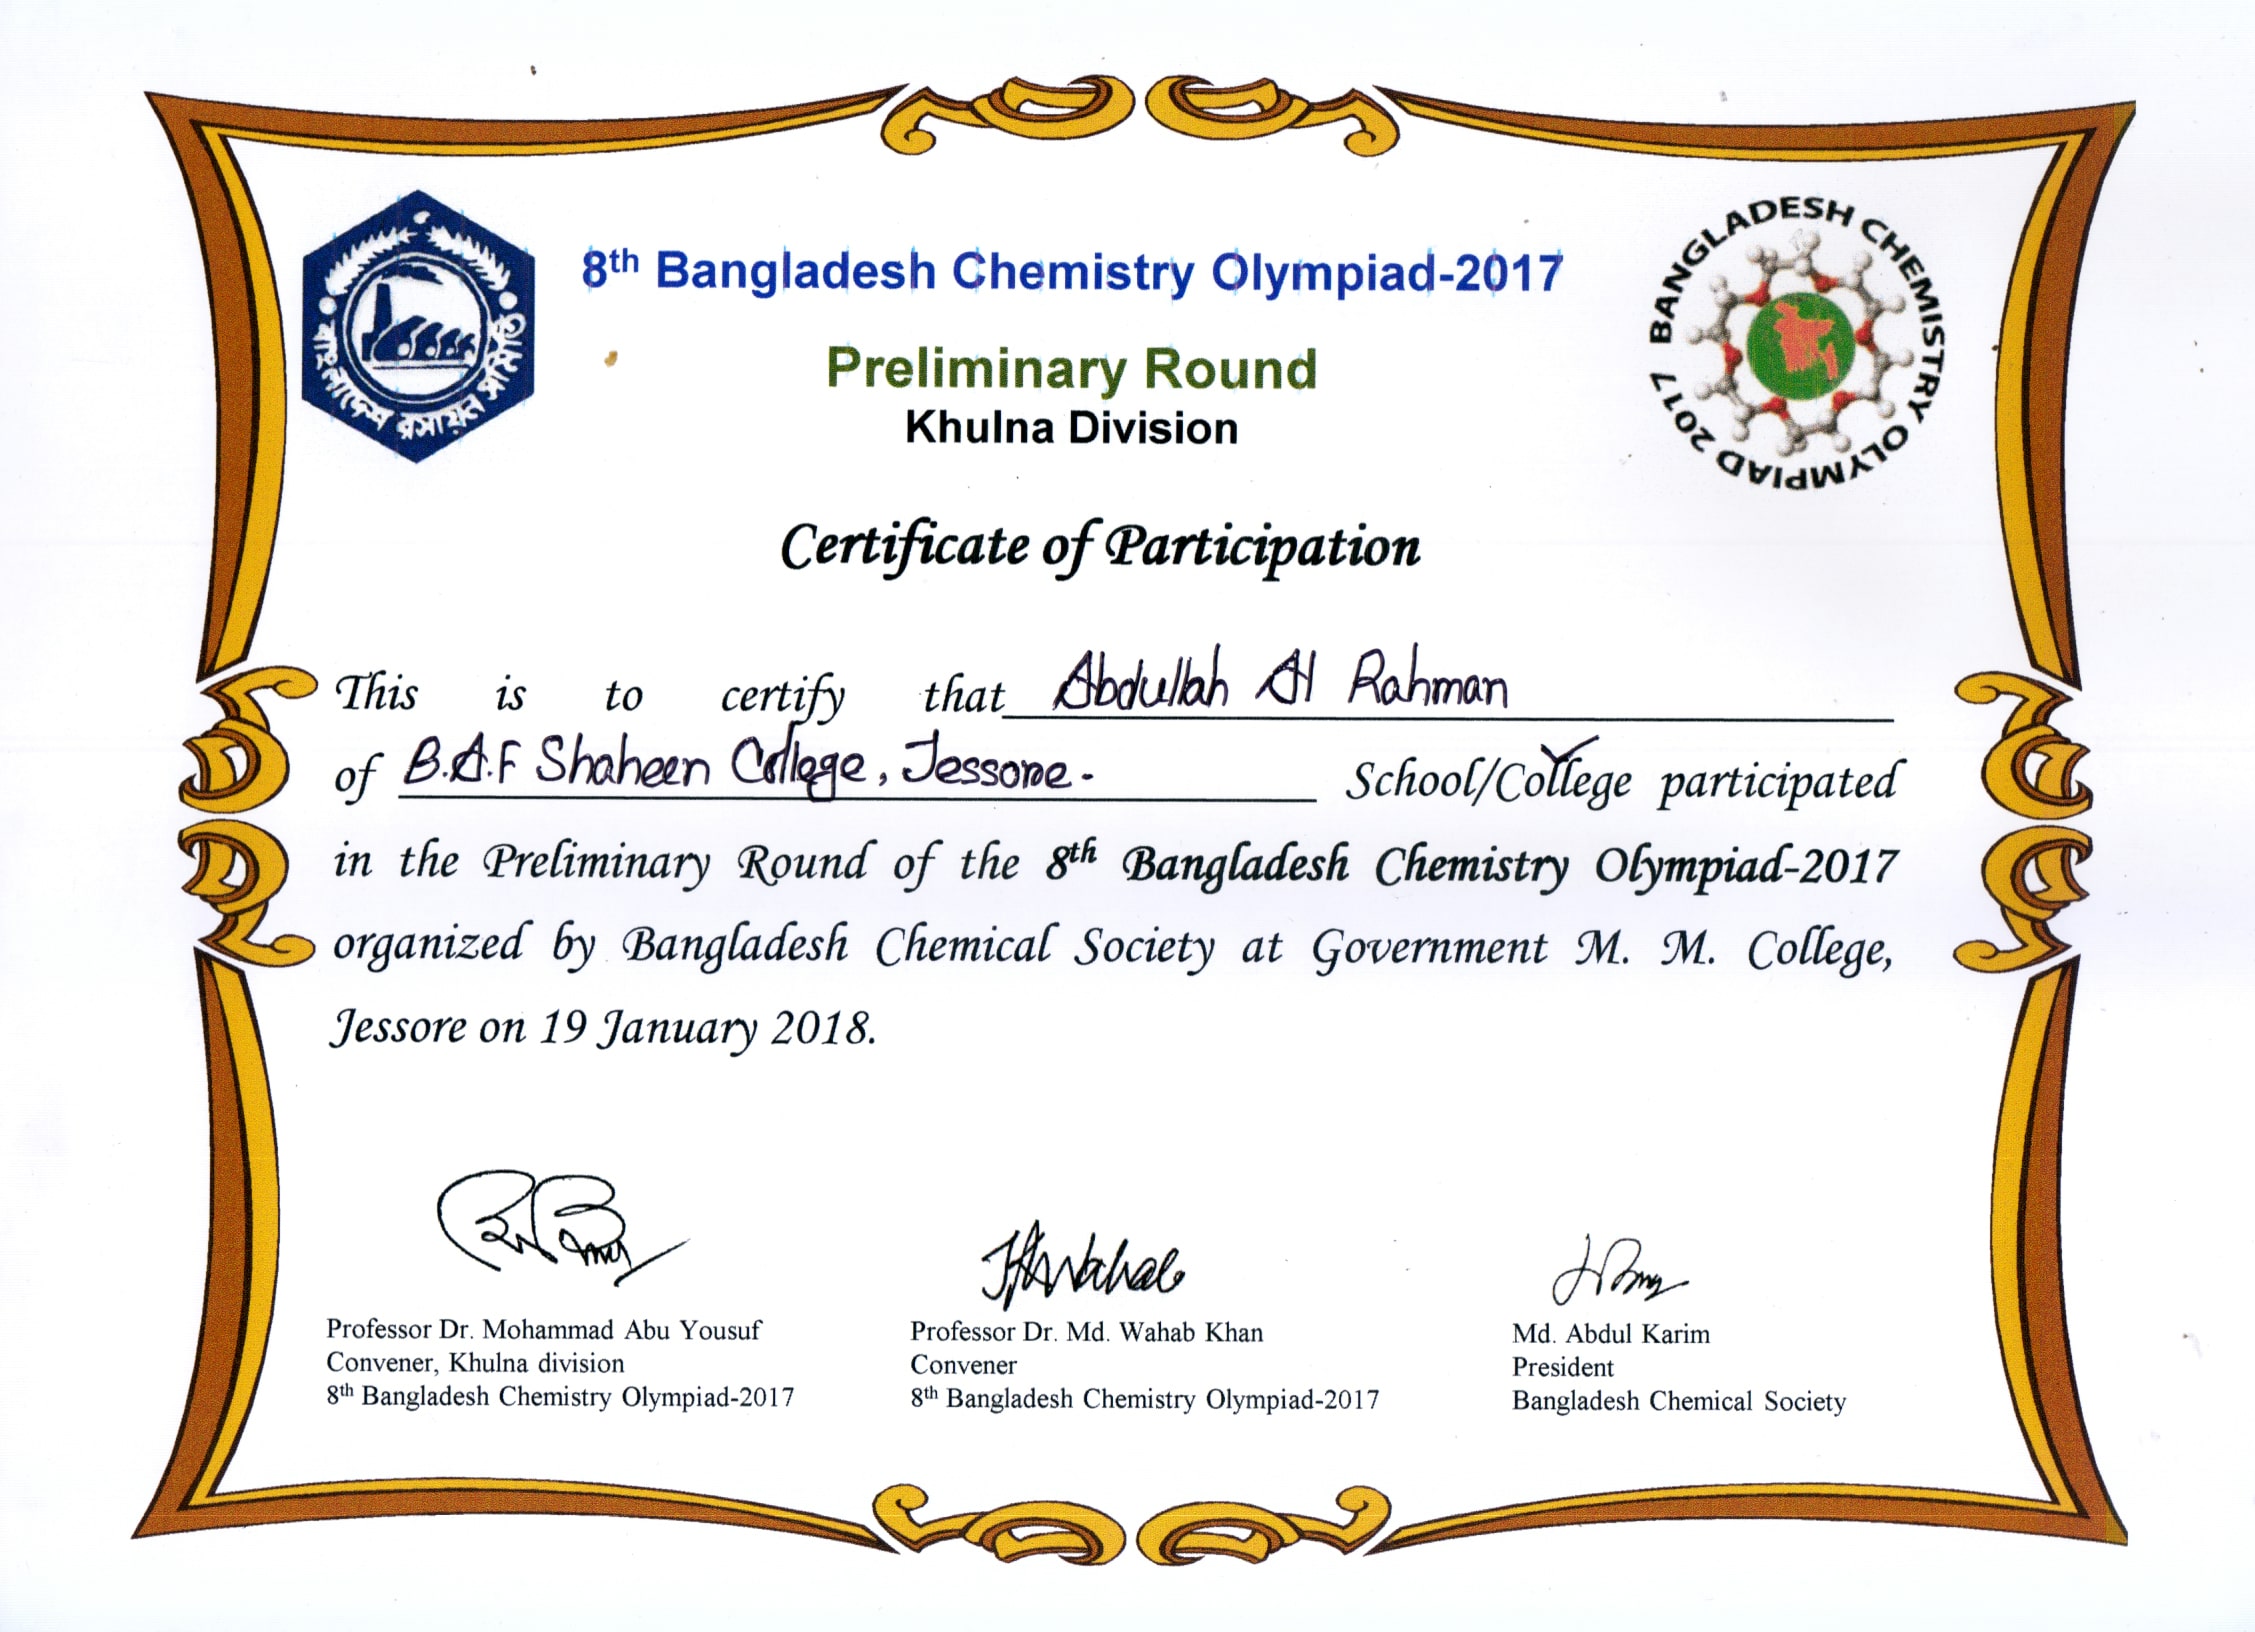 বাংলাদেশ রসায়ন সমিতি
8th Bangladesh Chemistry Olympiad-2017
BANGLADESH CHEMISTRY OLYMPIAD 2017
Preliminary Round
Khulna Division
Certificate of Participation
This is to certify that Abdullah Al Rahman
of B.A.F Shaheen College, Jessore. School/College participated
in the Preliminary Round of the 8th Bangladesh Chemistry Olympiad-2017
organized by Bangladesh Chemical Society at Government M. M. College,
Jessore on 19 January 2018.
Professor Dr. Mohammad Abu Yousuf
Convener, Khulna division
8th Bangladesh Chemistry Olympiad-2017
Professor Dr. Md. Wahab Khan
Convener
8th Bangladesh Chemistry Olympiad-2017
Md. Abdul Karim
President
Bangladesh Chemical Society